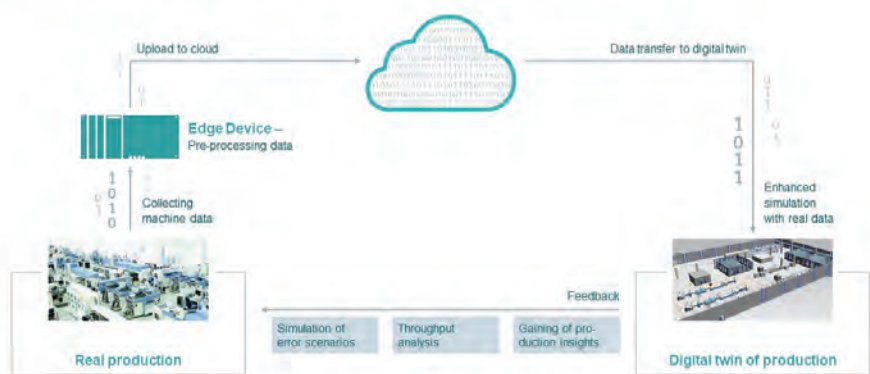 Upload to cloud
Data transfer to digital twin
Edge Device –
Pre-processing data
1
0
1
1
1
0
1
0
Collecting
machine data
Enhanced
simulation
with real data
Feedback
Simulation of
error scenarios
Throughput
analysis
Gaining of pro-
duction insights
Real production
Digital twin of production